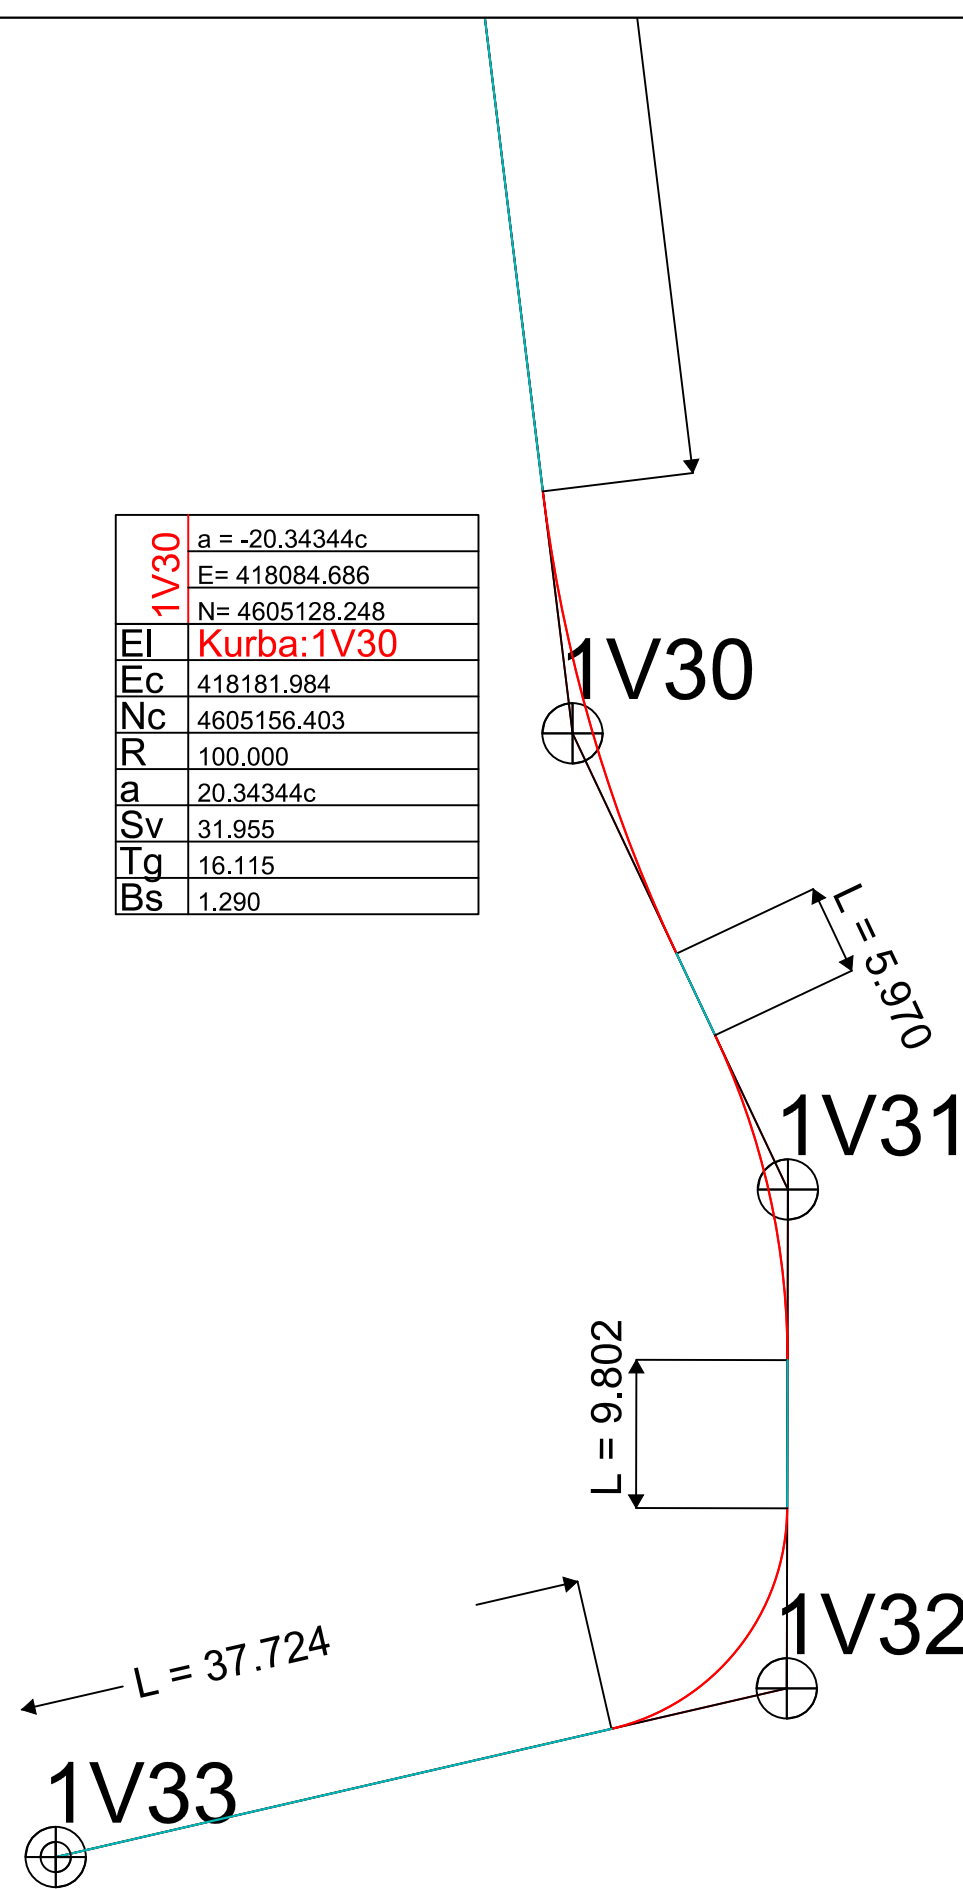 1V30
a = -20.34344c
E= 418084.686
N= 4605128.248
El Kurba:1V30
Ec 418181.984
Nc 4605156.403
R 100.000
a 20.34344c
Sv 31.955
Tg 16.115
Bs 1.290
1V30
L = 5.970
1V31
L = 9.802
1V32
L = 37.724
1V33